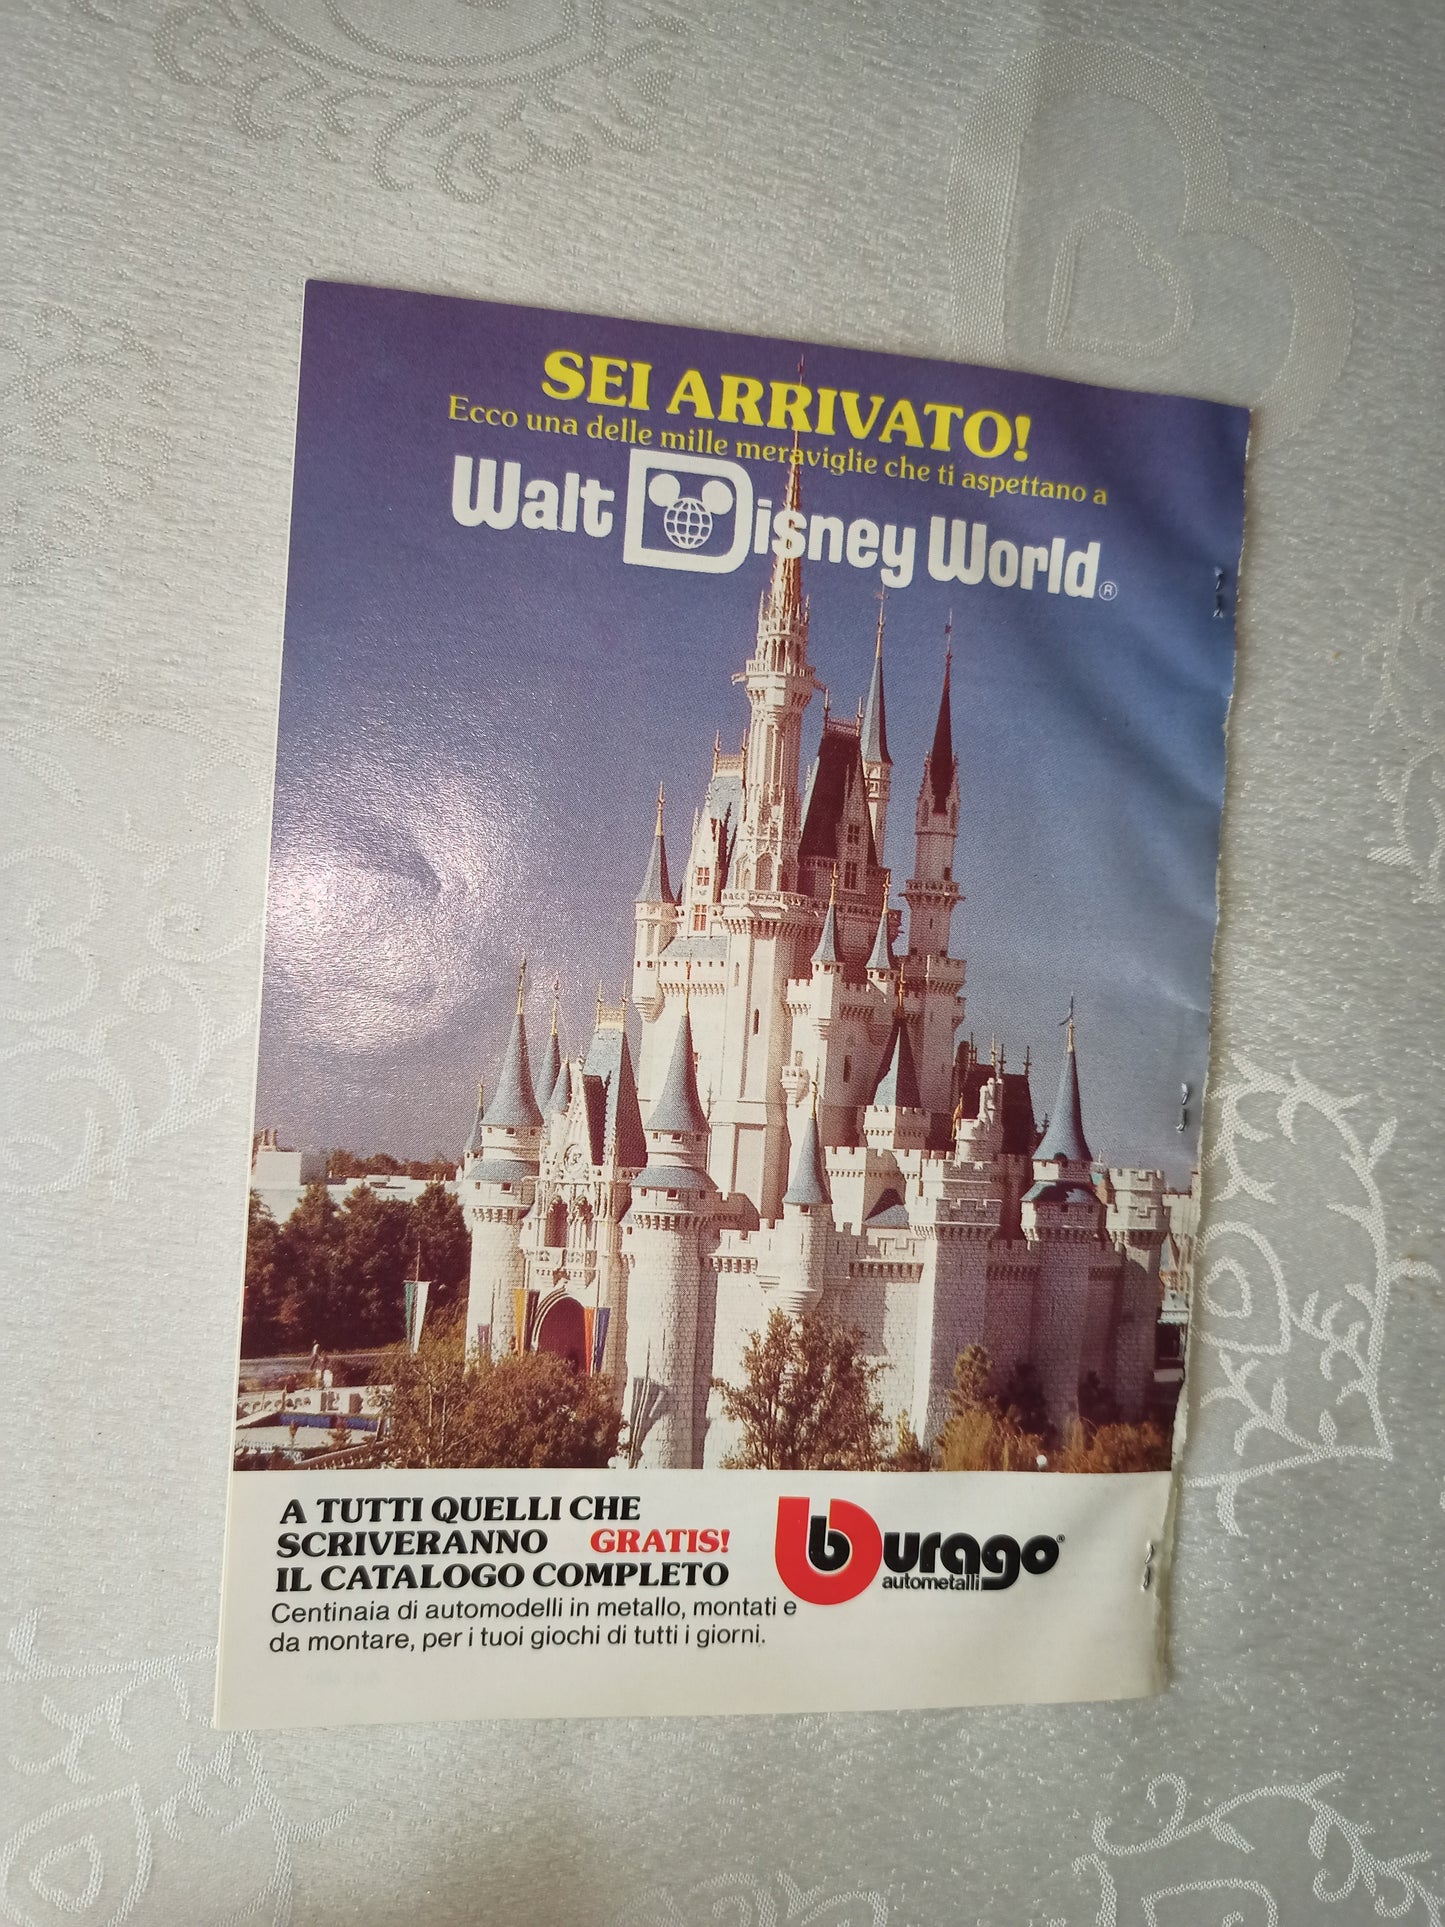 SEI ARRIVATO!
Ecco una delle mille meraviglie che ti aspettano a
Walt Disney World®
A TUTTI QUELLI CHE
SCRIVERANNO GRATIS!
IL CATALOGO COMPLETO
Centinaia di automodelli in metallo, montati e
da montare, per i tuoi giochi di tutti i giorni.
burago®
autometalli